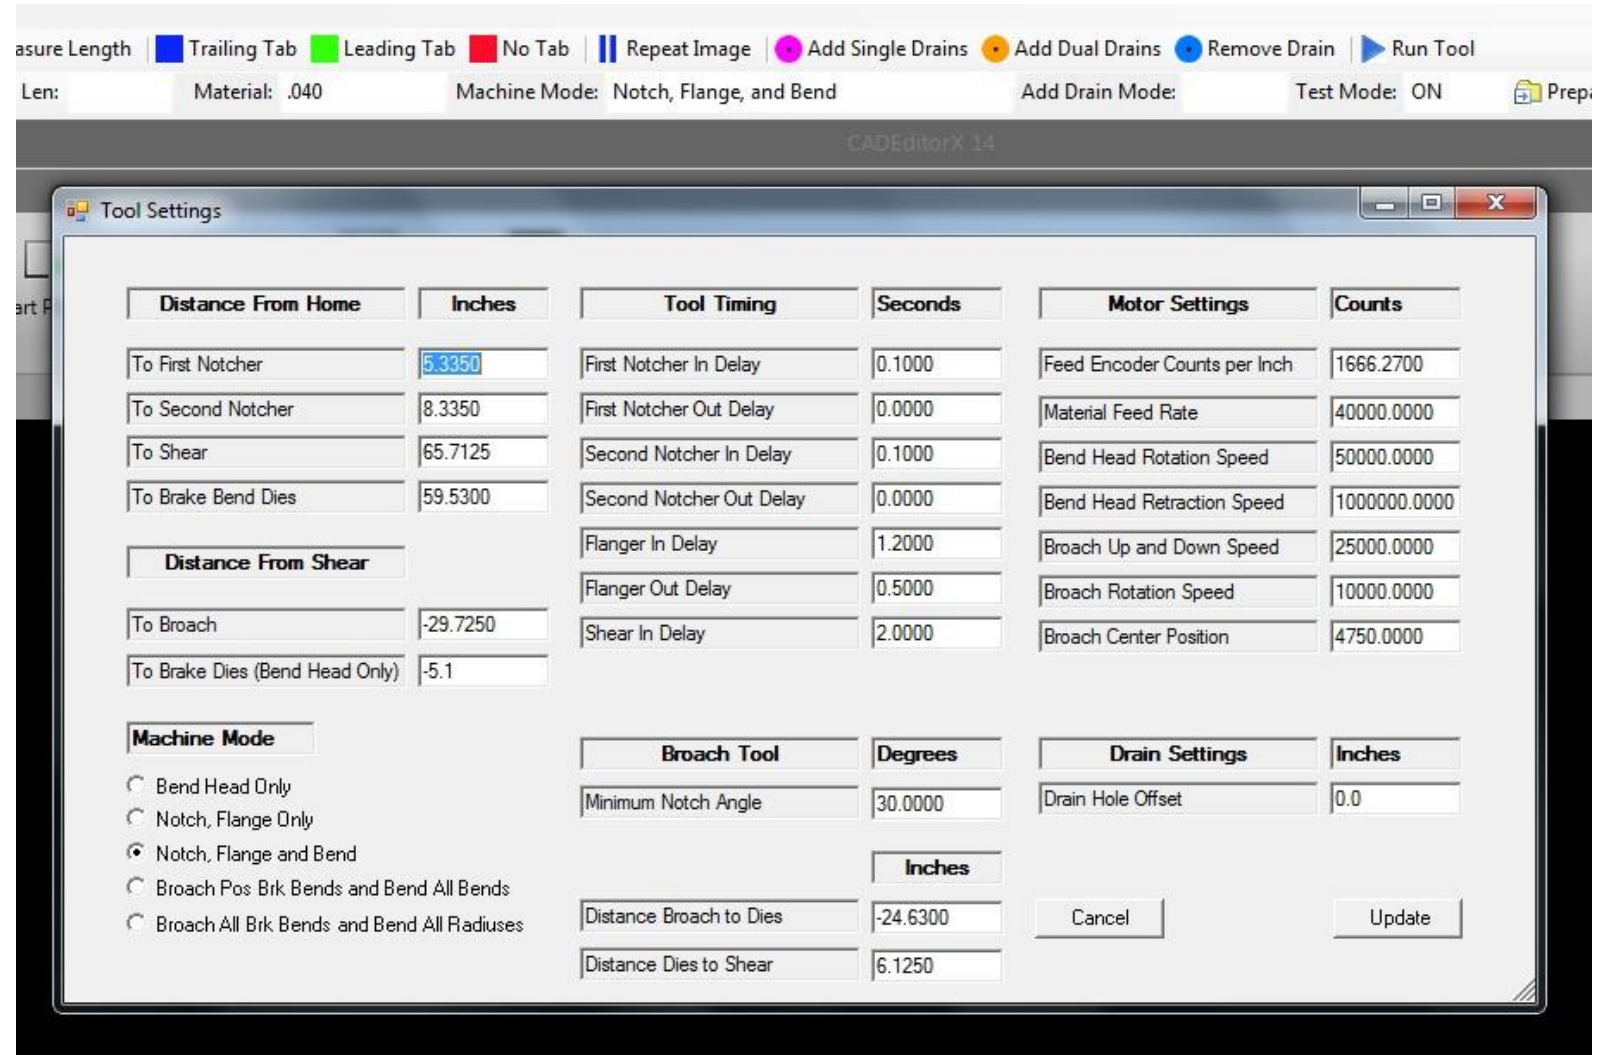 asure Length Trailing Tab Leading Tab No Tab Repeat Image Add Single Drains Add Dual Drains Remove Drain Run Tool
Len: Material: .040 Machine Mode: Notch, Flange, and Bend Add Drain Mode: Test Mode: ON Prepa
CADEditorX 14
Tool Settings
art P
Distance From Home Inches
To First Notcher 5.3350
To Second Notcher 8.3350
To Shear 65.7125
To Brake Bend Dies 59.5300
Distance From Shear
To Broach -29.7250
To Brake Dies (Bend Head Only) -5.1
Machine Mode
Bend Head Only
Notch, Flange Only
Notch, Flange and Bend
Broach Pos Brk Bends and Bend All Bends
Broach All Brk Bends and Bend All Radiuses
Tool Timing Seconds
First Notcher In Delay 0.1000
First Notcher Out Delay 0.0000
Second Notcher In Delay 0.1000
Second Notcher Out Delay 0.0000
Flanger In Delay 1.2000
Flanger Out Delay 0.5000
Shear In Delay 2.0000
Broach Tool Degrees
Minimum Notch Angle 30.0000
Inches
Distance Broach to Dies -24.6300
Distance Dies to Shear 6.1250
Motor Settings Counts
Feed Encoder Counts per Inch 1666.2700
Material Feed Rate 40000.0000
Bend Head Rotation Speed 50000.0000
Bend Head Retraction Speed 1000000.0000
Broach Up and Down Speed 25000.0000
Broach Rotation Speed 10000.0000
Broach Center Position 4750.0000
Drain Settings Inches
Drain Hole Offset 0.0
Cancel Update